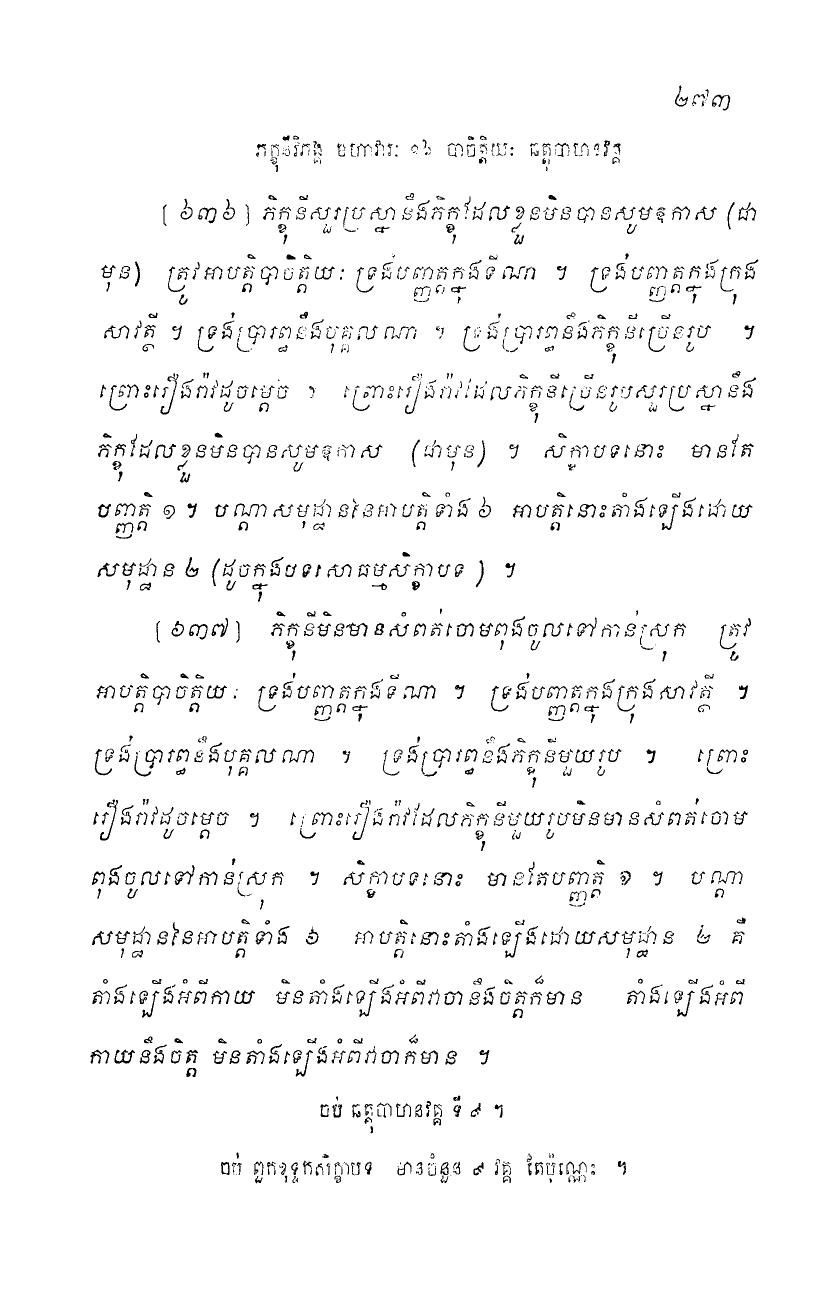 ២៧៣
ភិក្ខុនីវិភង្គ មហាវារៈ ១៦ បាចិត្តិយៈ ឆត្តុបាហនវគ្គ
[ ៦៣៦ ] ភិក្ខុនីសួរប្រស្នានឹងភិក្ខុដែលខ្លួនមិនបានសូមឱកាស (ជា
មុន) ត្រូវអាបត្តិបាចិត្តិយៈ ទ្រង់បញ្ញត្តក្នុងទីណា ។ ទ្រង់បញ្ញត្តក្នុងក្រុង
សាវត្ថី ។ ទ្រង់ប្រារព្ធនឹងបុគ្គលណា ។ ទ្រង់ប្រារព្ធនឹងភិក្ខុនីច្រើនរូប ។
ព្រោះរឿងរ៉ាវដូចម្តេច ។ ព្រោះរឿងរ៉ាវដែលភិក្ខុនីច្រើនរូបសួរប្រស្នានឹង
ភិក្ខុដែលខ្លួនមិនបានសូមឱកាស (ជាមុន) ។ សិក្ខាបទនោះ មានតែ
បញ្ញត្តិ ១ ។ បណ្តាសមុដ្ឋាននៃអាបត្តិទាំង ៦ អាបត្តិនោះតាំងឡើងដោយ
សមុដ្ឋាន ២ (ដូចក្នុងបទសោធម្មសិក្ខាបទ ) ។
[ ៦៣៧ ] ភិក្ខុនីមិនមានសំពត់ចោមពុងចូលទៅកាន់ស្រុក ត្រូវ
អាបត្តិបាចិត្តិយៈ ទ្រង់បញ្ញត្តក្នុងទីណា ។ ទ្រង់បញ្ញត្តក្នុងក្រុងសាវត្ថី ។
ទ្រង់ប្រារព្ធនឹងបុគ្គលណា ។ ទ្រង់ប្រារព្ធនឹងភិក្ខុនីមួយរូប ។ ព្រោះ
រឿងរ៉ាវដូចម្តេច ។ ព្រោះរឿងរ៉ាវដែលភិក្ខុនីមួយរូបមិនមានសំពត់ចោម
ពុងចូលទៅកាន់ស្រុក ។ សិក្ខាបទនោះ មានតែបញ្ញត្តិ ១ ។ បណ្តា
សមុដ្ឋាននៃអាបត្តិទាំង ៦ អាបត្តិនោះតាំងឡើងដោយសមុដ្ឋាន ២ គឺ
តាំងឡើងអំពីកាយ មិនតាំងឡើងអំពីវាចានឹងចិត្តក៏មាន តាំងឡើងអំពី
កាយនឹងចិត្ត មិនតាំងឡើងអំពីវាចាក៏មាន ។
ចប់ ឆត្តុបាហនវគ្គ ទី ៩ ។
ចប់ ពួកខុទ្ទកសិក្ខាបទ មានចំនួន ៩ វគ្គ តែប៉ុណ្ណេះ ។